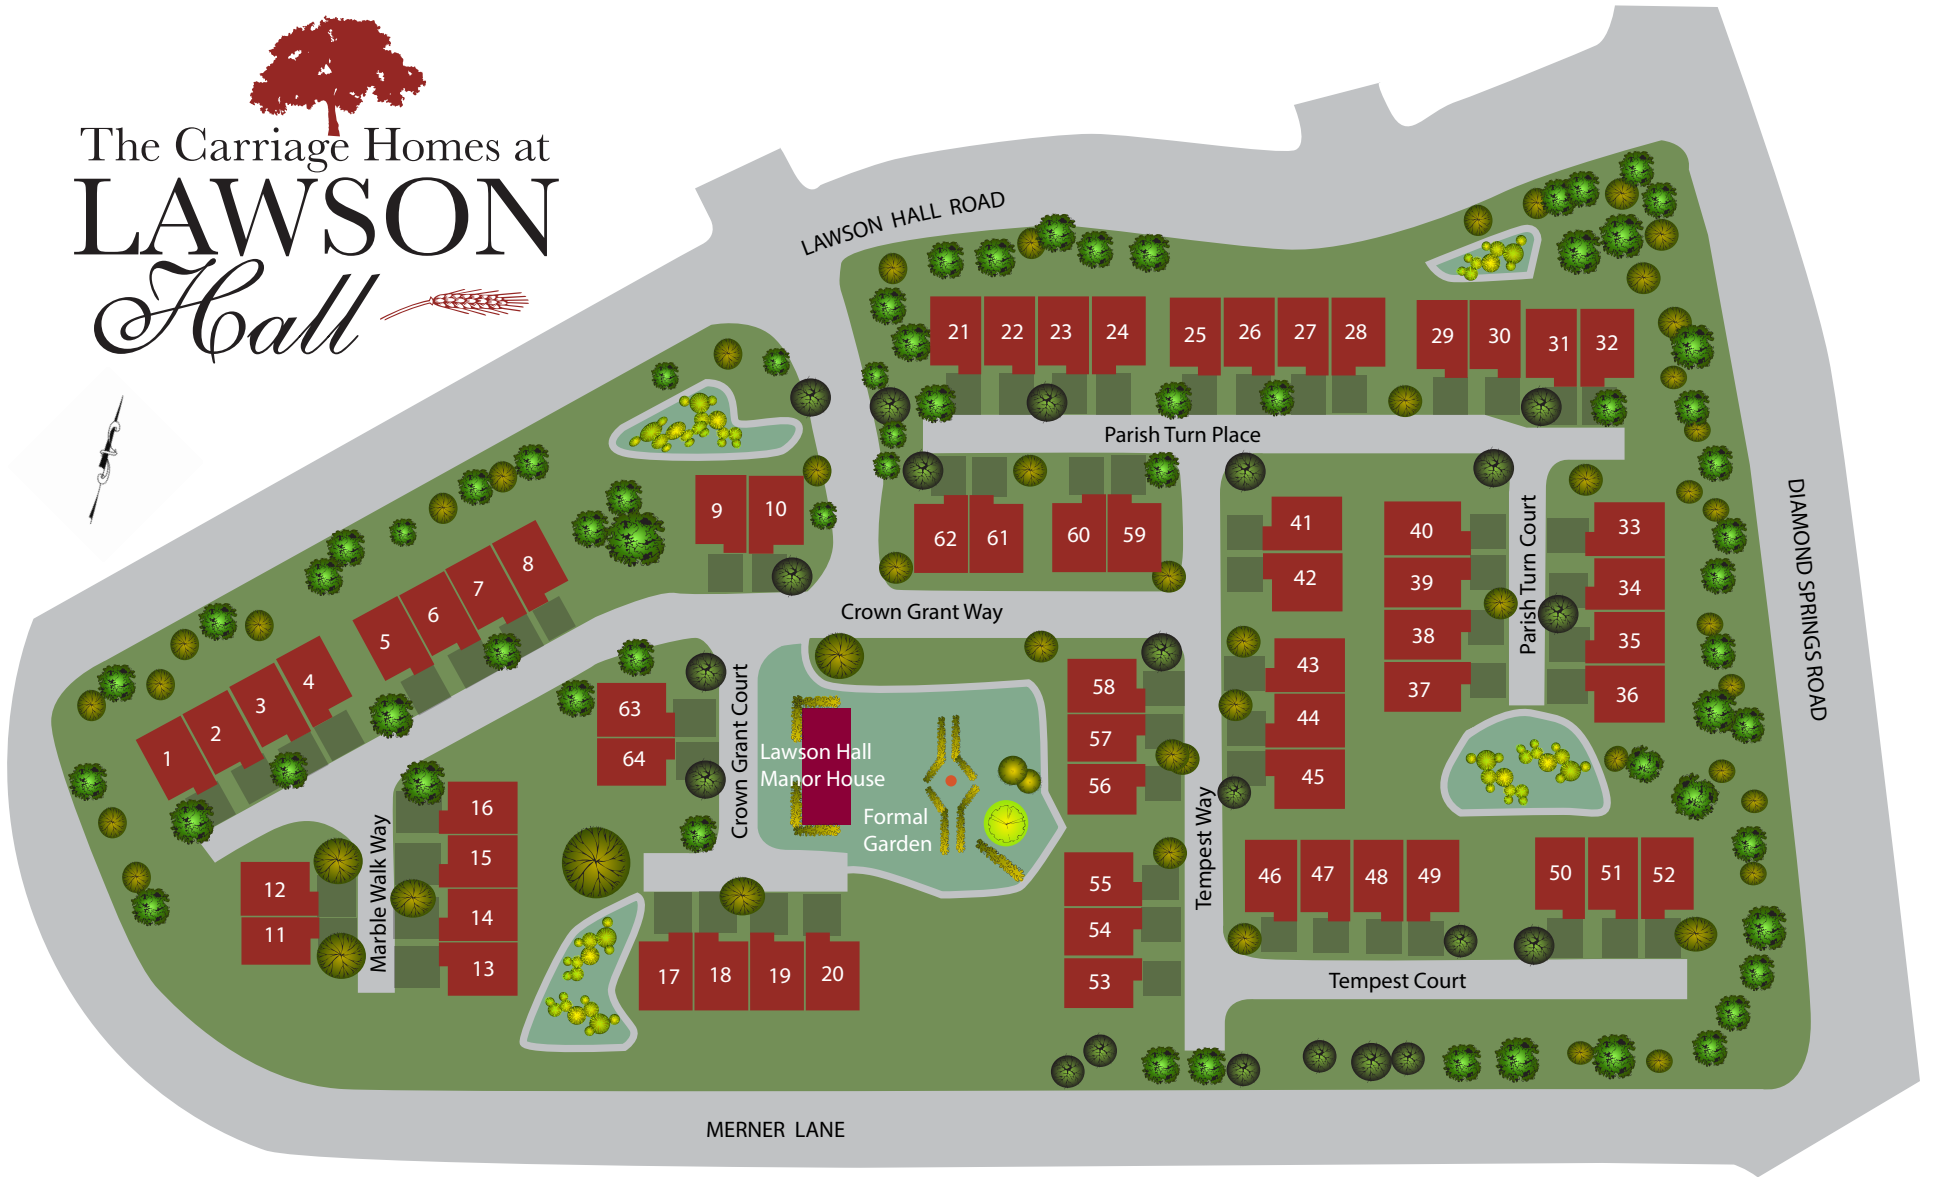 The Carriage Homes at
LAWSON
Hall
LAWSON HALL ROAD
21 22 23 24 25 26 27 28 29 30 31 32
Parish Turn Place
9 10
62 61 60 59
41
42
40
39
38
37
Parish Turn Court
33
34
35
36
DIAMOND SPRINGS ROAD
Crown Grant Way
1 2 3 4 5 6 7 8
63
64
Crown Grant Court
Lawson Hall
Manor House
Formal
Garden
58
57
56
43
44
45
Tempest Way
16
15
14
13
Marble Walk Way
12
11
55
54
53
46 47 48 49 50 51 52
17 18 19 20
Tempest Court
MERNER LANE